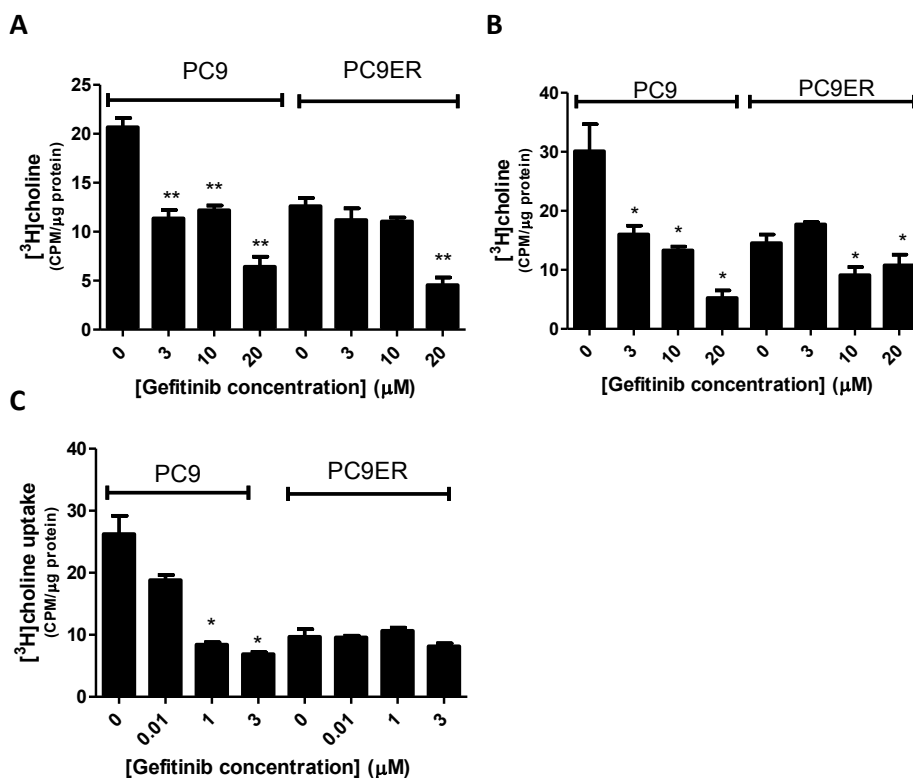 A
PC9
PC9ER
25
20
15
10
5
0
[³H]choline
(CPM/µg protein)
**
**
**
**
0
3
10
20
0
3
10
20
[Gefitinib concentration] (µM)
B
PC9
PC9ER
40
30
20
10
0
[³H]choline
(CPM/µg protein)
*
*
*
*
*
0
3
10
20
0
3
10
20
[Gefitinib concentration] (µM)
C
PC9
PC9ER
40
30
20
10
0
[³H]choline uptake
(CPM/µg protein)
*
*
0
0.01
1
3
0
0.01
1
3
[Gefitinib concentration] (µM)